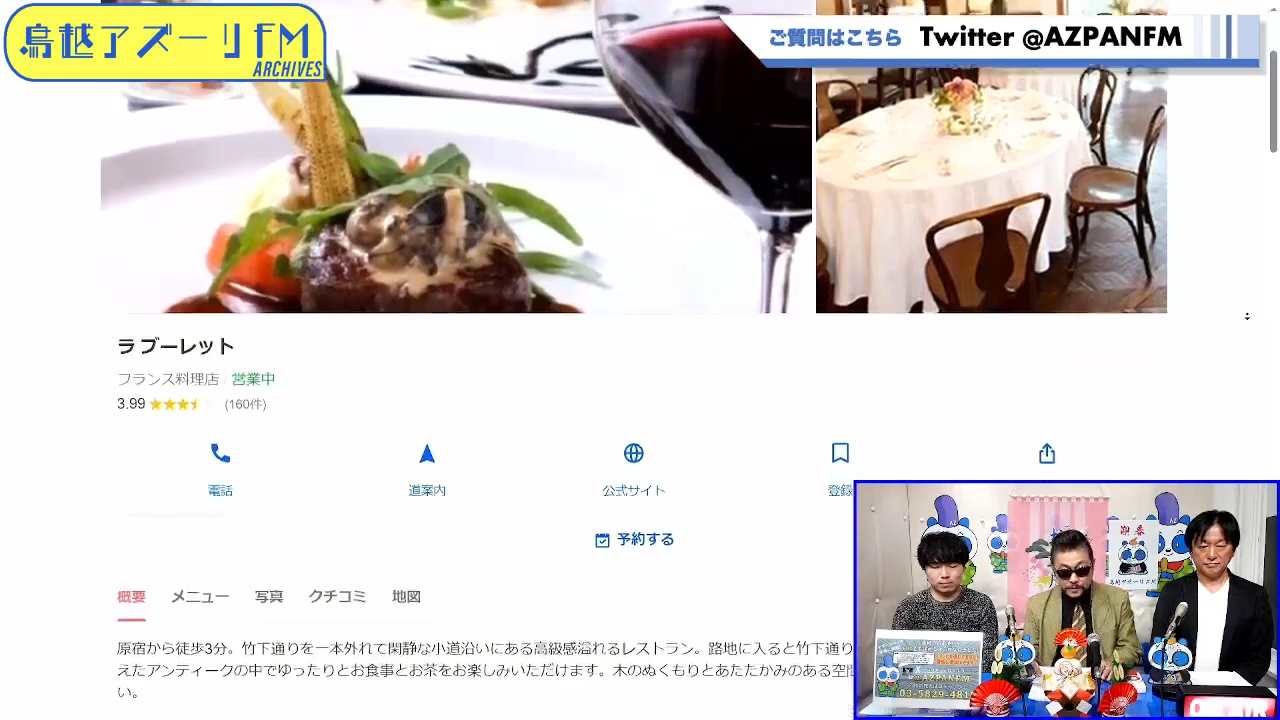 鳥越アズーリFM
ARCHIVES
ご質問はこちら Twitter @AZPANFM
ラ ブーレット
フランス料理店 / 営業中
3.99 (160件)
電話
道案内
公式サイト
登録
予約する
概要 メニュー 写真 クチコミ 地図
原宿から徒歩3分。竹下通りを一本外れて閑静な小道沿いにある高級感溢れるレストラン。路地に入ると竹下通り
えたアンティークの中でゆったりとお食事とお茶をお楽しみいただけます。木のぬくもりとあたたかみのある空
い。
迎春
AZPANFM
03-5829-481
ON AIR